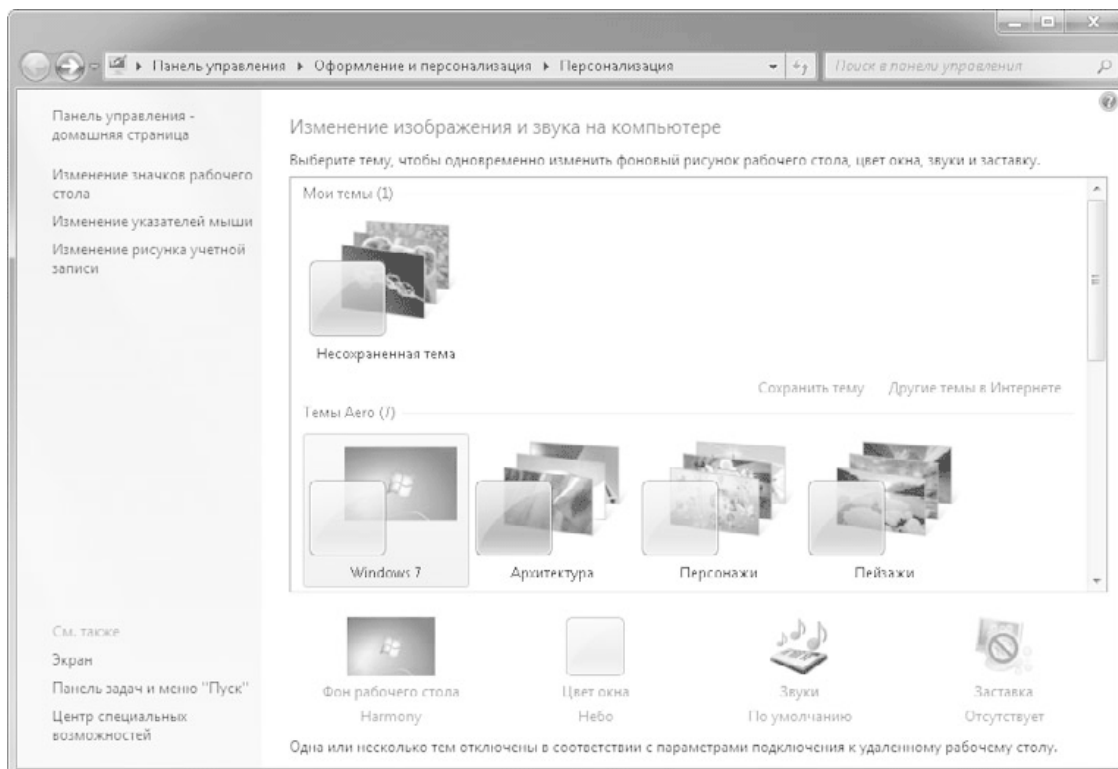 Панель управления ▸ Оформление и персонализация ▸ Персонализация
Поиск в панели управления
Панель управления -
домашняя страница
Изменение значков рабочего
стола
Изменение указателей мыши
Изменение рисунка учетной
записи
См. также
Экран
Панель задач и меню "Пуск"
Центр специальных
возможностей
Изменение изображения и звука на компьютере
Выберите тему, чтобы одновременно изменить фоновый рисунок рабочего стола, цвет окна, звуки и заставку.
Мои темы (1)
Несохраненная тема
Сохранить тему Другие темы в Интернете
Темы Aero (7)
Windows 7 Архитектура Персонажи Пейзажи
Фон рабочего стола Цвет окна Звуки Заставка
Harmony Небо По умолчанию Отсутствует
Одна или несколько тем отключены в соответствии с параметрами подключения к удаленному рабочему столу.